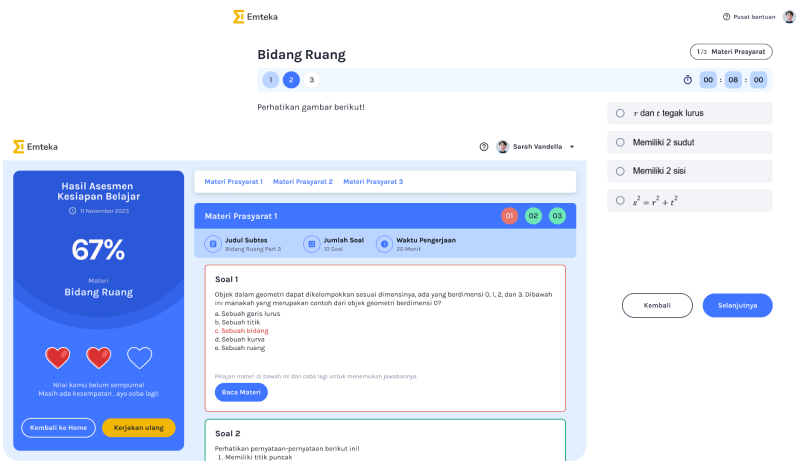 Emteka
Pusat bantuan
Bidang Ruang
1/3 Materi Prasyarat
1 2 3
00 : 08 : 00
Perhatikan gambar berikut!
r dan t tegak lurus
Memiliki 2 sudut
Memiliki 2 sisi
s² = r² + t²
Kembali
Selanjutnya
Emteka
Sarah Vandella
Hasil Asesmen
Kesiapan Belajar
11 November 2023
67%
Materi
Bidang Ruang
Nilai kamu belum sempurna!
Masih ada kesempatan , ayo coba lagi!
Kembali ke Home
Kerjakan ulang
Materi Prasyarat 1 Materi Prasyarat 2 Materi Prasyarat 3
Materi Prasyarat 1
01 02 03
Judul Subtes
Bidang Ruang Part 3
Jumlah Soal
10 Soal
Waktu Pengerjaan
20 Menit
Soal 1
Objek dalam geometri dapat dikelompokkan sesuai dimensinya, ada yang berdimensi 0, 1, 2, dan 3. Dibawah
ini manakah yang merupakan contoh dari objek geometri berdimensi 0?
a. Sebuah garis lurus
b. Sebuah titik
c. Sebuah bidang
d. Sebuah kurva
e. Sebuah ruang
Pelajari materi di bawah ini dan coba lagi untuk menemukan jawabannya.
Baca Materi
Soal 2
Perhatikan pernyataan-pernyataan berikut ini!
1. Memiliki titik puncak